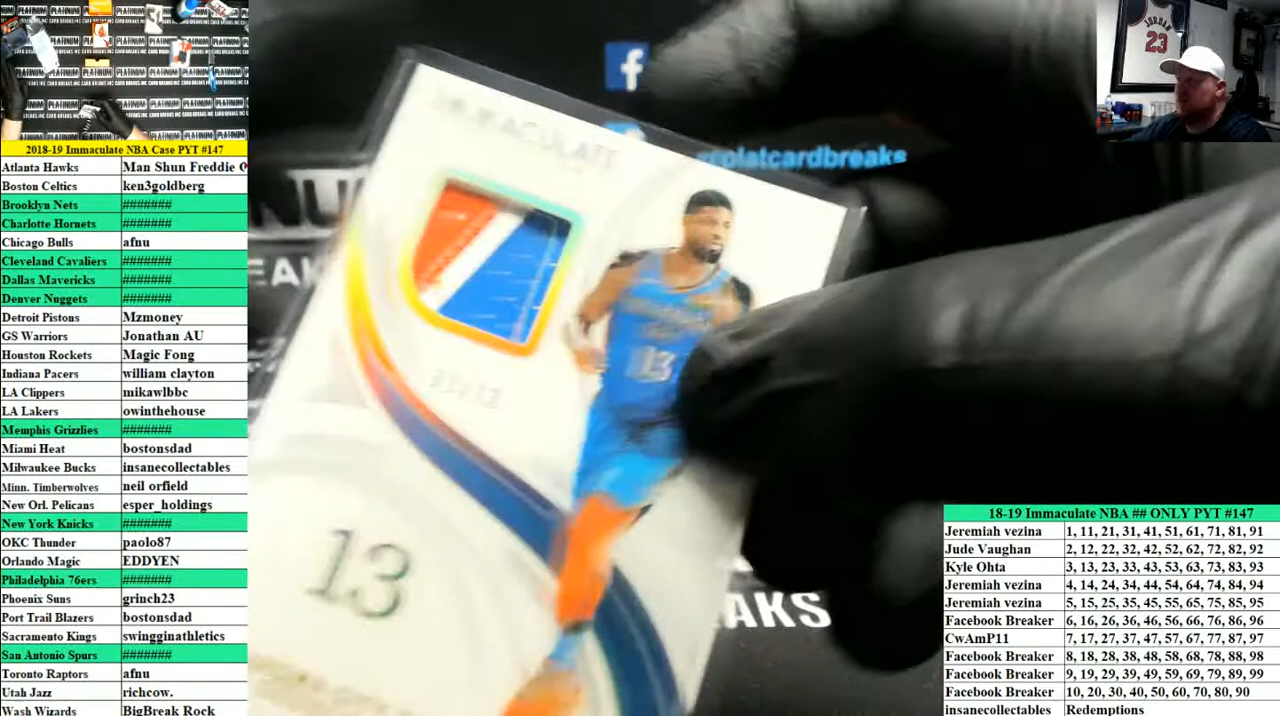 2018-19 Immaculate NBA Case PYT #147
Atlanta Hawks Man Shun Freddie
Boston Celtics ken3goldberg
Brooklyn Nets #######
Charlotte Hornets #######
Chicago Bulls afnu
Cleveland Cavaliers #######
Dallas Mavericks #######
Denver Nuggets #######
Detroit Pistons Mzmoney
GS Warriors Jonathan AU
Houston Rockets Magic Fong
Indiana Pacers william clayton
LA Clippers mikawlbbc
LA Lakers owinthehouse
Memphis Grizzlies #######
Miami Heat bostonsdad
Milwaukee Bucks insanecollectables
Minn. Timberwolves neil orfield
New Orl. Pelicans esper_holdings
New York Knicks #######
OKC Thunder paolo87
Orlando Magic EDDYEN
Philadelphia 76ers #######
Phoenix Suns grinch23
Port Trail Blazers bostonsdad
Sacramento Kings swingginathletics
San Antonio Spurs #######
Toronto Raptors afnu
Utah Jazz richcow.
Wash Wizards BigBreak Rock
IMMACULATE
13
13
f
platcardbreaks
JORDAN
23
18-19 Immaculate NBA ## ONLY PYT #147
Jeremiah vezina 1, 11, 21, 31, 41, 51, 61, 71, 81, 91
Jude Vaughan 2, 12, 22, 32, 42, 52, 62, 72, 82, 92
Kyle Ohta 3, 13, 23, 33, 43, 53, 63, 73, 83, 93
Jeremiah vezina 4, 14, 24, 34, 44, 54, 64, 74, 84, 94
Jeremiah vezina 5, 15, 25, 35, 45, 55, 65, 75, 85, 95
Facebook Breaker 6, 16, 26, 36, 46, 56, 66, 76, 86, 96
CwAmP11 7, 17, 27, 37, 47, 57, 67, 77, 87, 97
Facebook Breaker 8, 18, 28, 38, 48, 58, 68, 78, 88, 98
Facebook Breaker 9, 19, 29, 39, 49, 59, 69, 79, 89, 99
Facebook Breaker 10, 20, 30, 40, 50, 60, 70, 80, 90
insanecollectables Redemptions